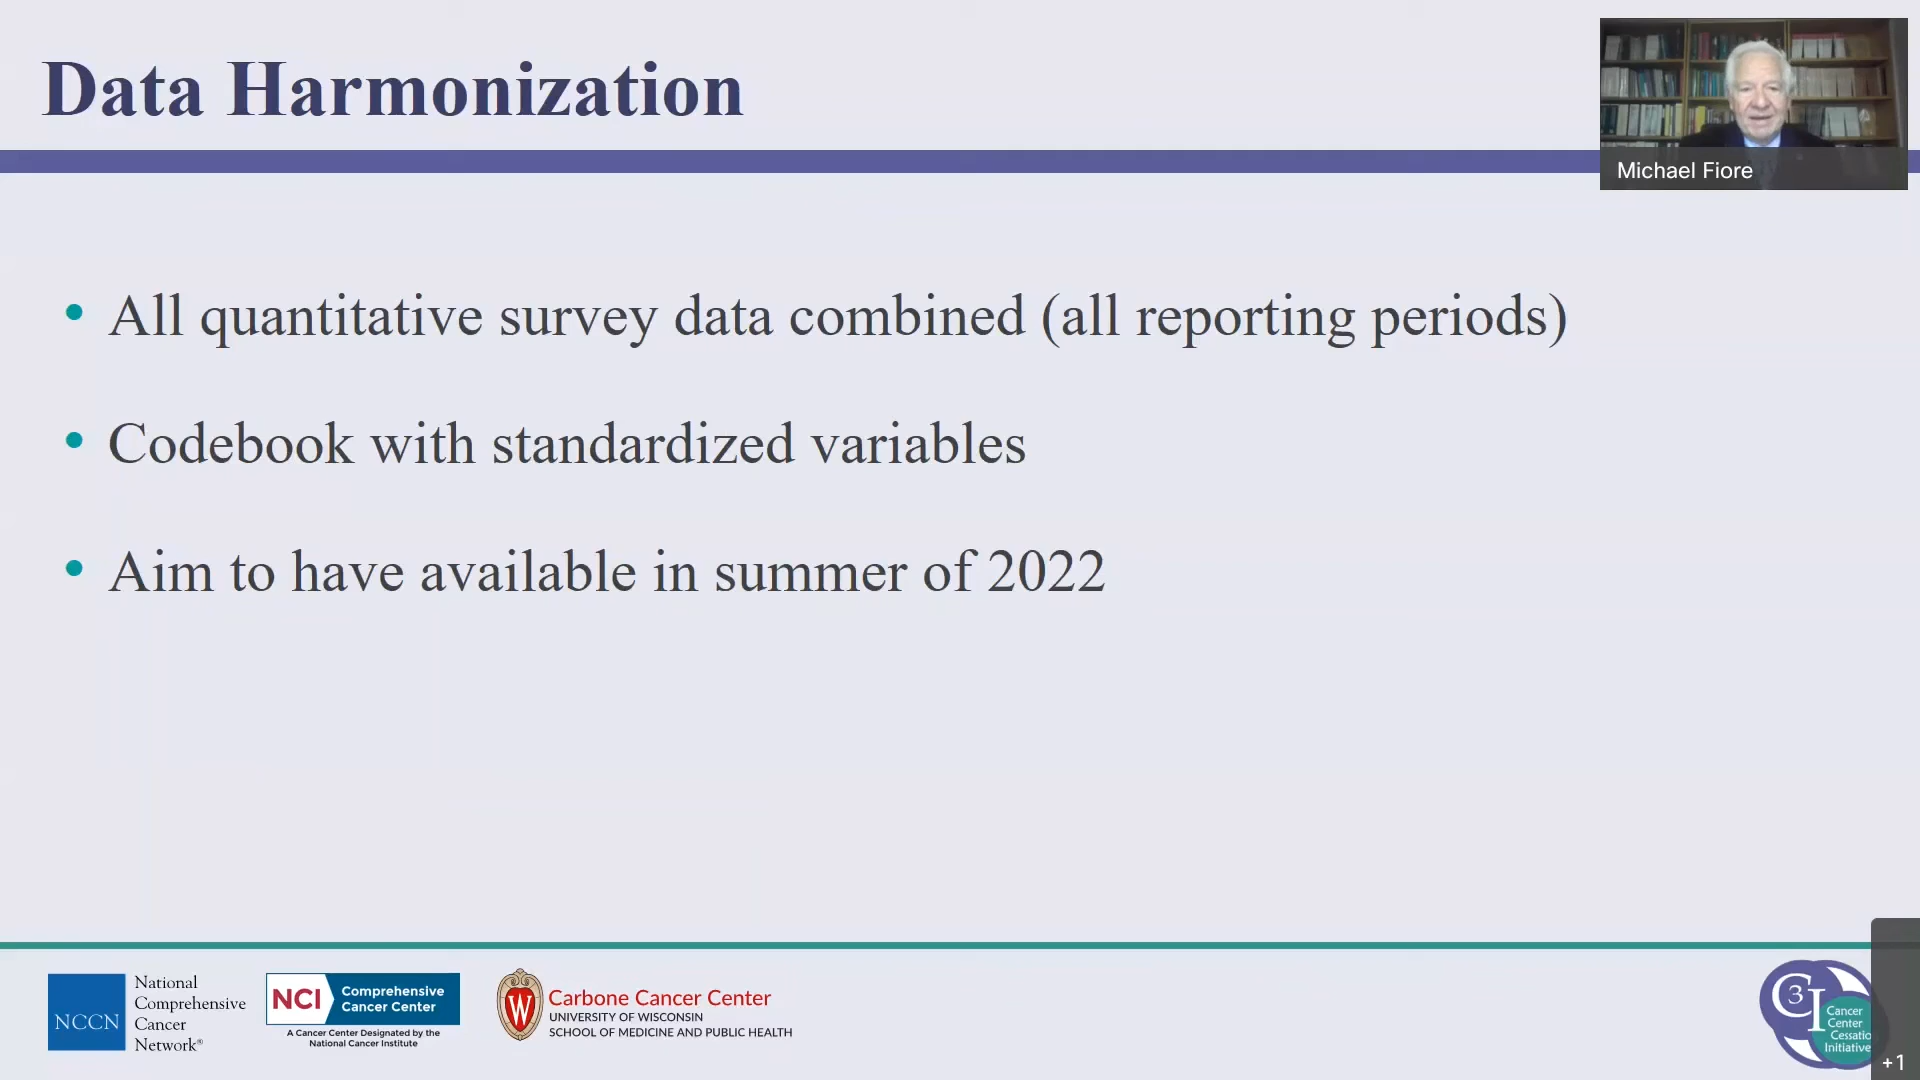 Data Harmonization
Michael Fiore
• All quantitative survey data combined (all reporting periods)
• Codebook with standardized variables
• Aim to have available in summer of 2022
NCCN
National
Comprehensive
Cancer
Network®
NCI
Comprehensive
Cancer Center
A Cancer Center Designated by the
National Cancer Institute
W
Carbone Cancer Center
UNIVERSITY OF WISCONSIN
SCHOOL OF MEDICINE AND PUBLIC HEALTH
C3I
Cancer
Center
Cessatio
Initiative
+1